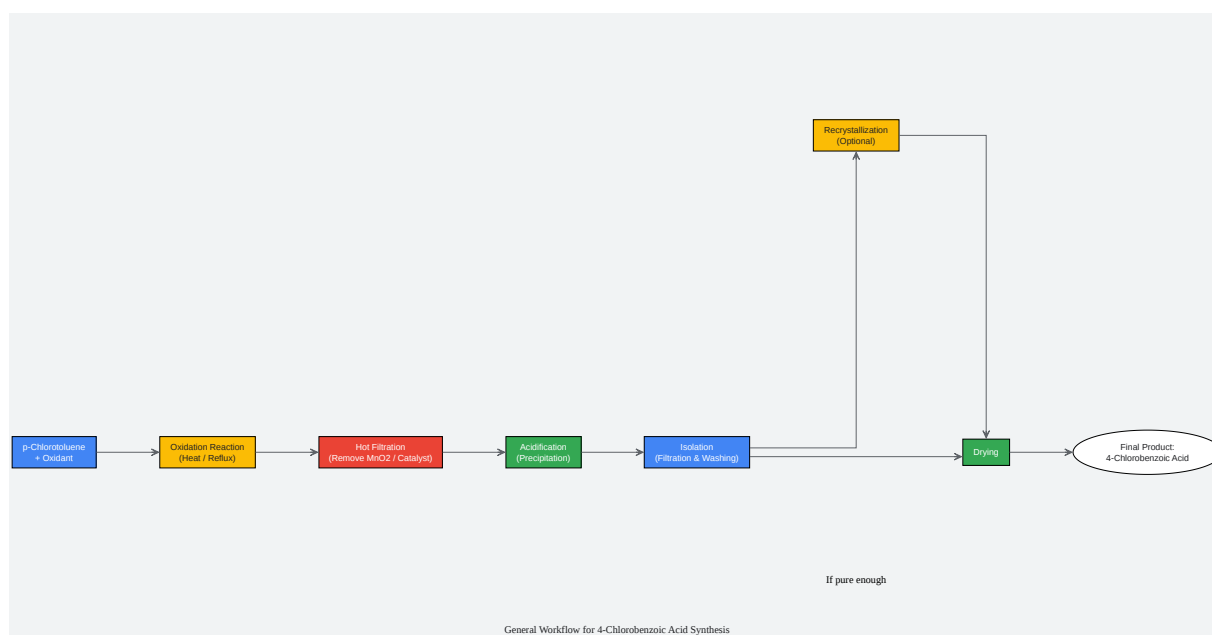 Recrystallization
(Optional)
p-Chlorotoluene
+ Oxidant
Oxidation Reaction
(Heat / Reflux)
Hot Filtration
(Remove MnO2 / Catalyst)
Acidification
(Precipitation)
Isolation
(Filtration & Washing)
Drying
Final Product:
4-Chlorobenzoic Acid
If pure enough
General Workflow for 4-Chlorobenzoic Acid Synthesis